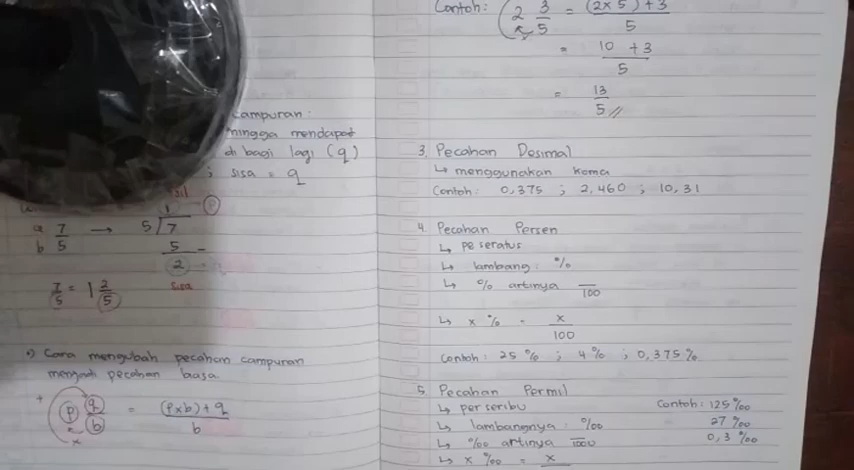 campuran:
hingga mendapat
di bagi lagi (q)
; sisa = q
sil
1 P
a 7/5 → 5√7
b
5 -
2
7/5 = 1 2/5
sisa
•) Cara mengubah pecahan campuran
menjadi pecahan biasa
+
p q/b = (p x b) + q / b
x
Contoh: 2 3/5 = (2 x 5) + 3 / 5
= 10 + 3 / 5
= 13/5 //
3. Pecahan Desimal
↳ menggunakan koma
Contoh: 0,375 ; 2,460 ; 10,31
4. Pecahan Persen
↳ per seratus
↳ lambang: %
↳ % artinya /100
↳ x % = x/100
Contoh: 25 % ; 4 % ; 0,375 %
5. Pecahan Permil
↳ per seribu
↳ lambangnya: ‰
↳ ‰ artinya /1000
↳ x ‰ = x
Contoh: 125 ‰
27 ‰
0,3 ‰